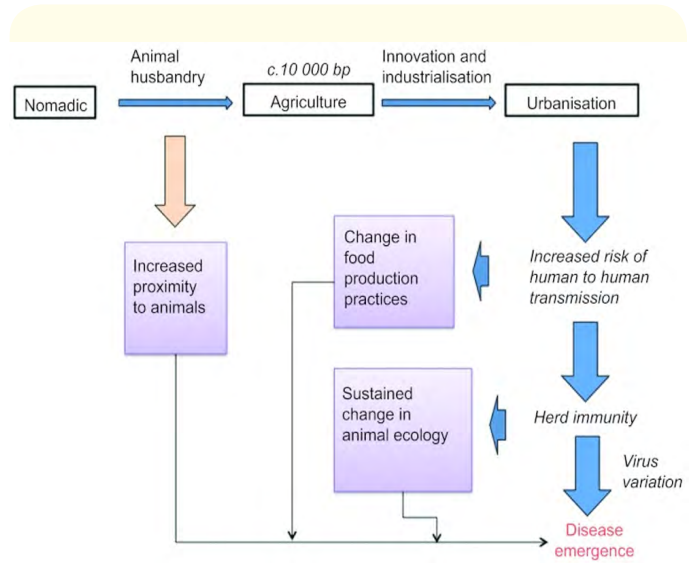 Animal
husbandry
c.10 000 bp
Innovation and
industrialisation
Nomadic
Agriculture
Urbanisation
Increased
proximity
to animals
Change in
food
production
practices
Increased risk of
human to human
transmission
Sustained
change in
animal ecology
Herd immunity
Virus
variation
Disease
emergence